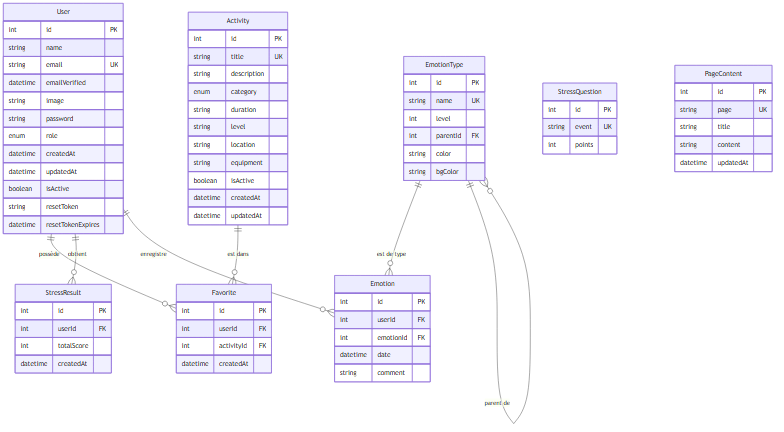 User
int id PK
string name
string email UK
datetime emailVerified
string image
string password
enum role
datetime createdAt
datetime updatedAt
boolean isActive
string resetToken
datetime resetTokenExpires
Activity
int id PK
string title UK
string description
enum category
string duration
string level
string location
string equipment
boolean isActive
datetime createdAt
datetime updatedAt
EmotionType
int id PK
string name UK
int level
int parentId FK
string color
string bgColor
StressQuestion
int id PK
string event UK
int points
PageContent
int id PK
string page UK
string title
string content
datetime updatedAt
possède
obtient
enregistre
est dans
est de type
parent de
StressResult
int id PK
int userId FK
int totalScore
datetime createdAt
Favorite
int id PK
int userId FK
int activityId FK
datetime createdAt
Emotion
int id PK
int userId FK
int emotionId FK
datetime date
string comment